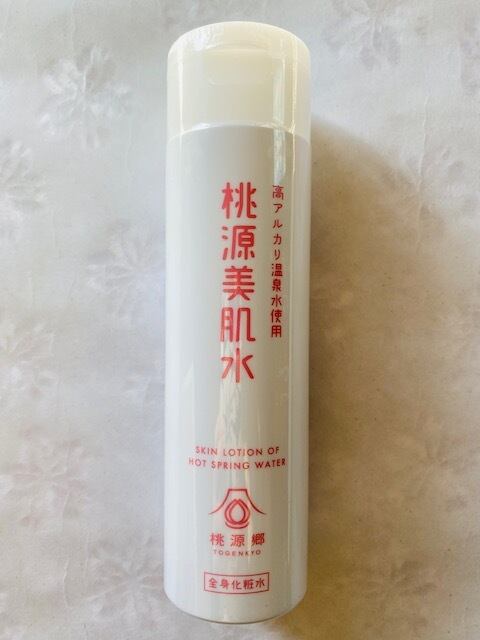 高アルカリ温泉水使用
桃源美肌水
SKIN LOTION OF
HOT SPRING WATER
桃源郷
TOGENKYO
全身化粧水